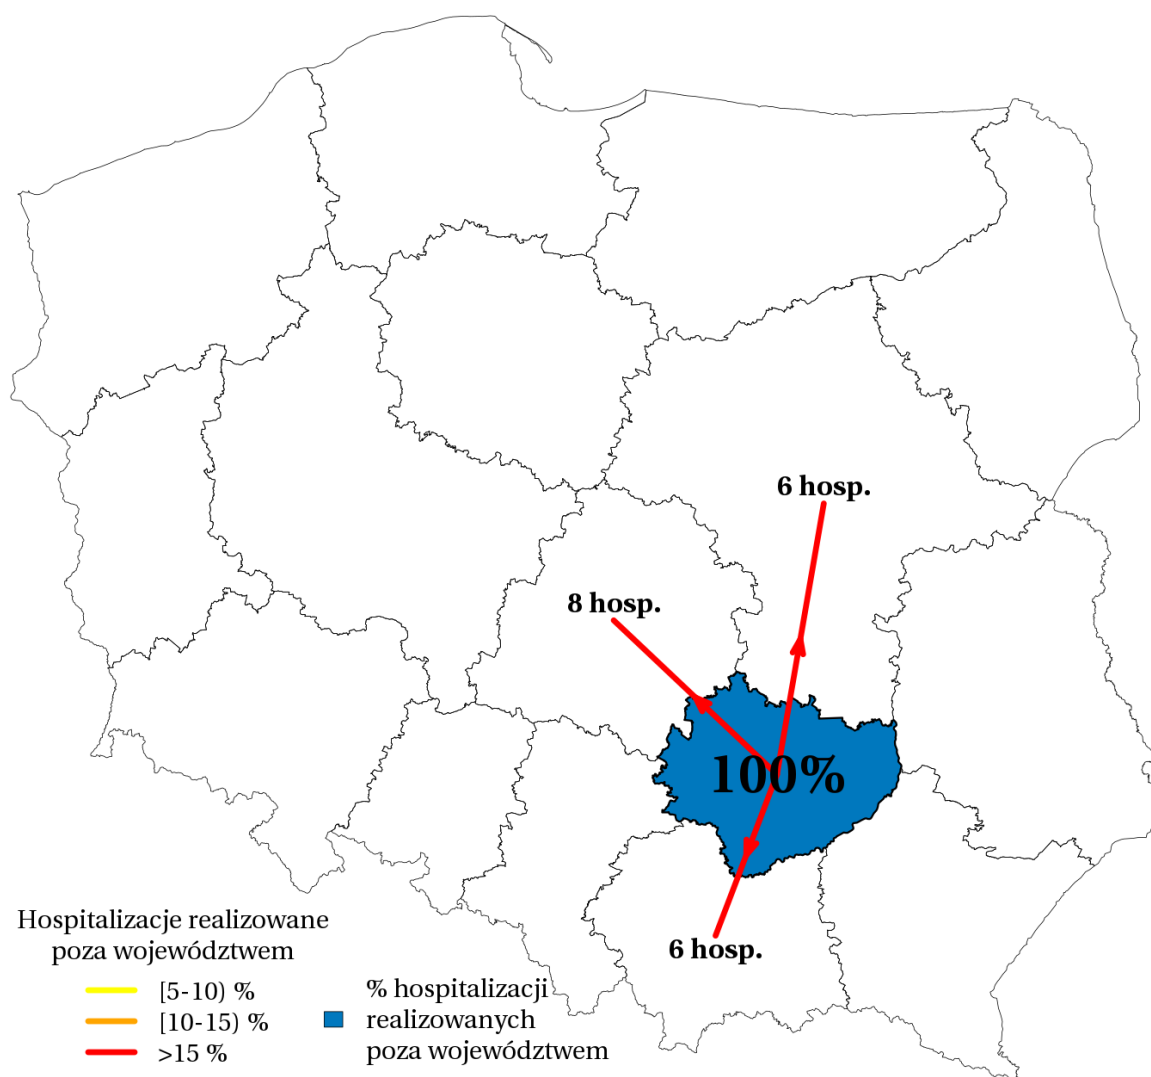 6 hosp.
8 hosp.
100%
6 hosp.
Hospitalizacje realizowane
poza województwem
[5-10) %
[10-15) %
>15 %
% hospitalizacji
realizowanych
poza województwem